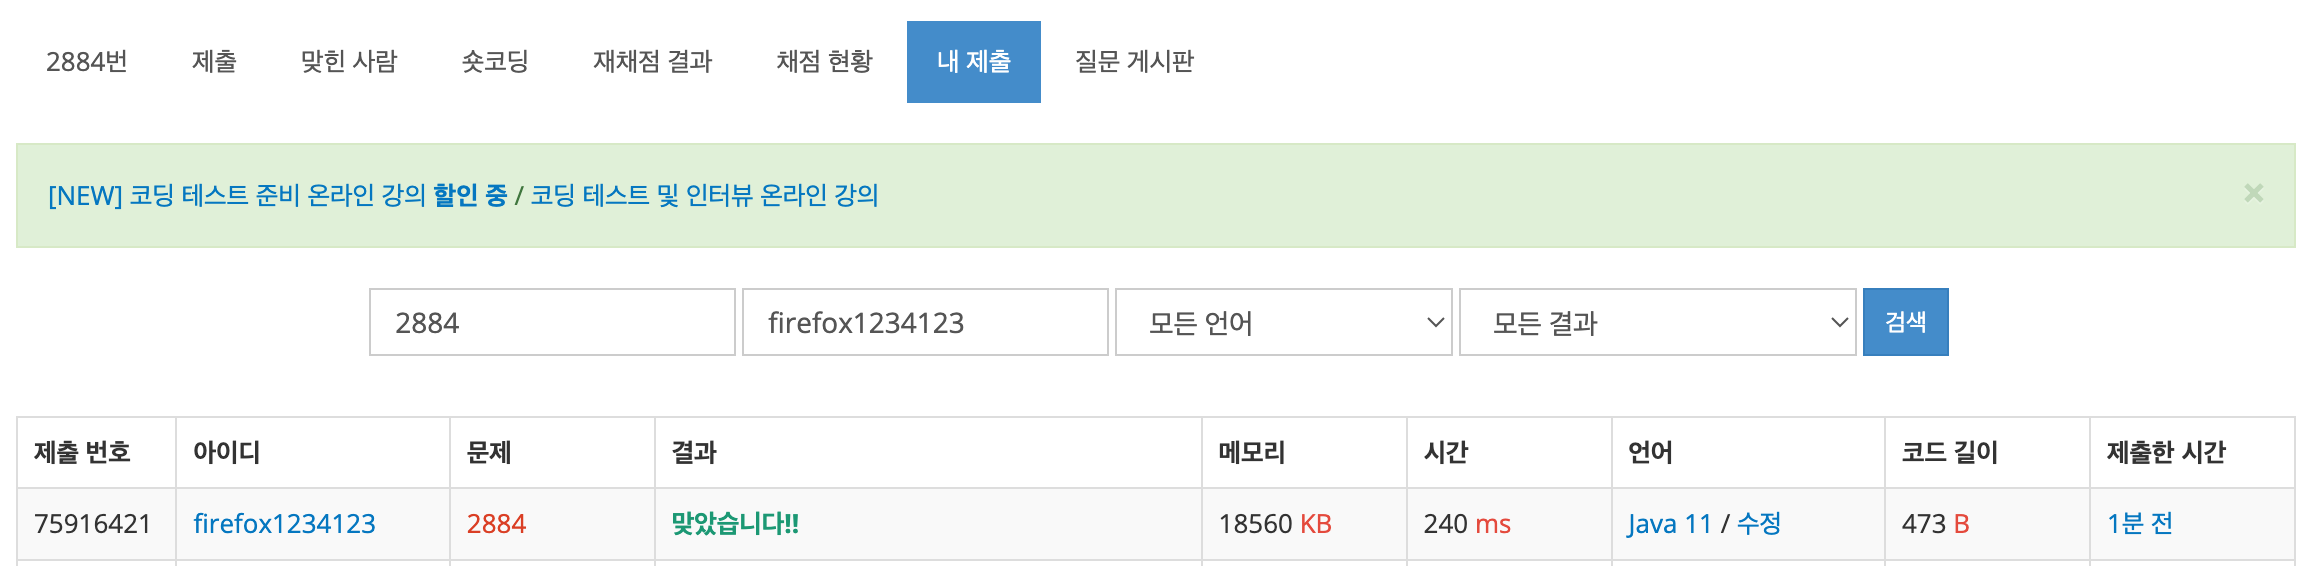 2884번 제출 맞힌 사람 숏코딩 재채점 결과 채점 현황 내 제출 질문 게시판
[NEW] 코딩 테스트 준비 온라인 강의 할인 중 / 코딩 테스트 및 인터뷰 온라인 강의 ×
2884 firefox1234123 모든 언어 모든 결과 검색
제출 번호 아이디 문제 결과 메모리 시간 언어 코드 길이 제출한 시간
75916421 firefox1234123 2884 맞았습니다!! 18560 KB 240 ms Java 11 / 수정 473 B 1분 전